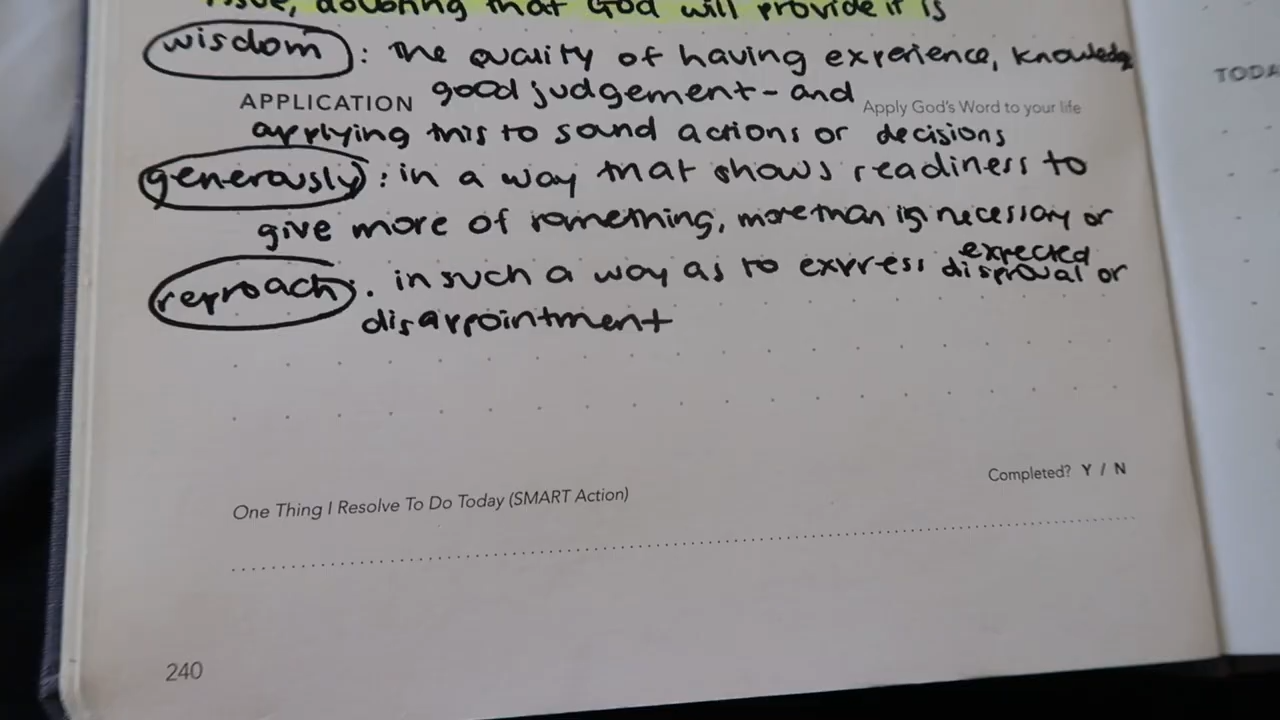 issue, doubting that God will provide it is
wisdom : the quality of having experience, knowledge
good judgement - and
APPLICATION
Apply God's Word to your life
applying this to sound actions or decisions
generously : in a way that shows readiness to
give more of something, more than is necessary or
expected
reproach : in such a way as to express disproval or
disappointment
Completed? Y / N
One Thing I Resolve To Do Today (SMART Action)
240
TODA